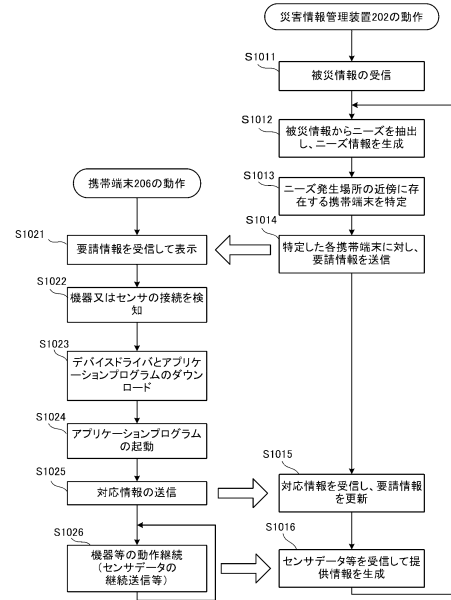 災害情報管理装置202の動作
S1011
被災情報の受信
S1012
被災情報からニーズを抽出
し、ニーズ情報を生成
S1013
ニーズ発生場所の近傍に存
在する携帯端末を特定
S1014
特定した各携帯端末に対し、
要請情報を送信
携帯端末206の動作
S1021
要請情報を受信して表示
S1022
機器又はセンサの接続を検
知
S1023
デバイスドライバとアプリケ
ーションプログラムのダウン
ロード
S1024
アプリケーションプログラム
の起動
S1025
対応情報の送信
S1015
対応情報を受信し、要請情報
を更新
S1026
機器等の動作継続
(センサデータの
継続送信等)
S1016
センサデータ等を受信して提
供情報を生成